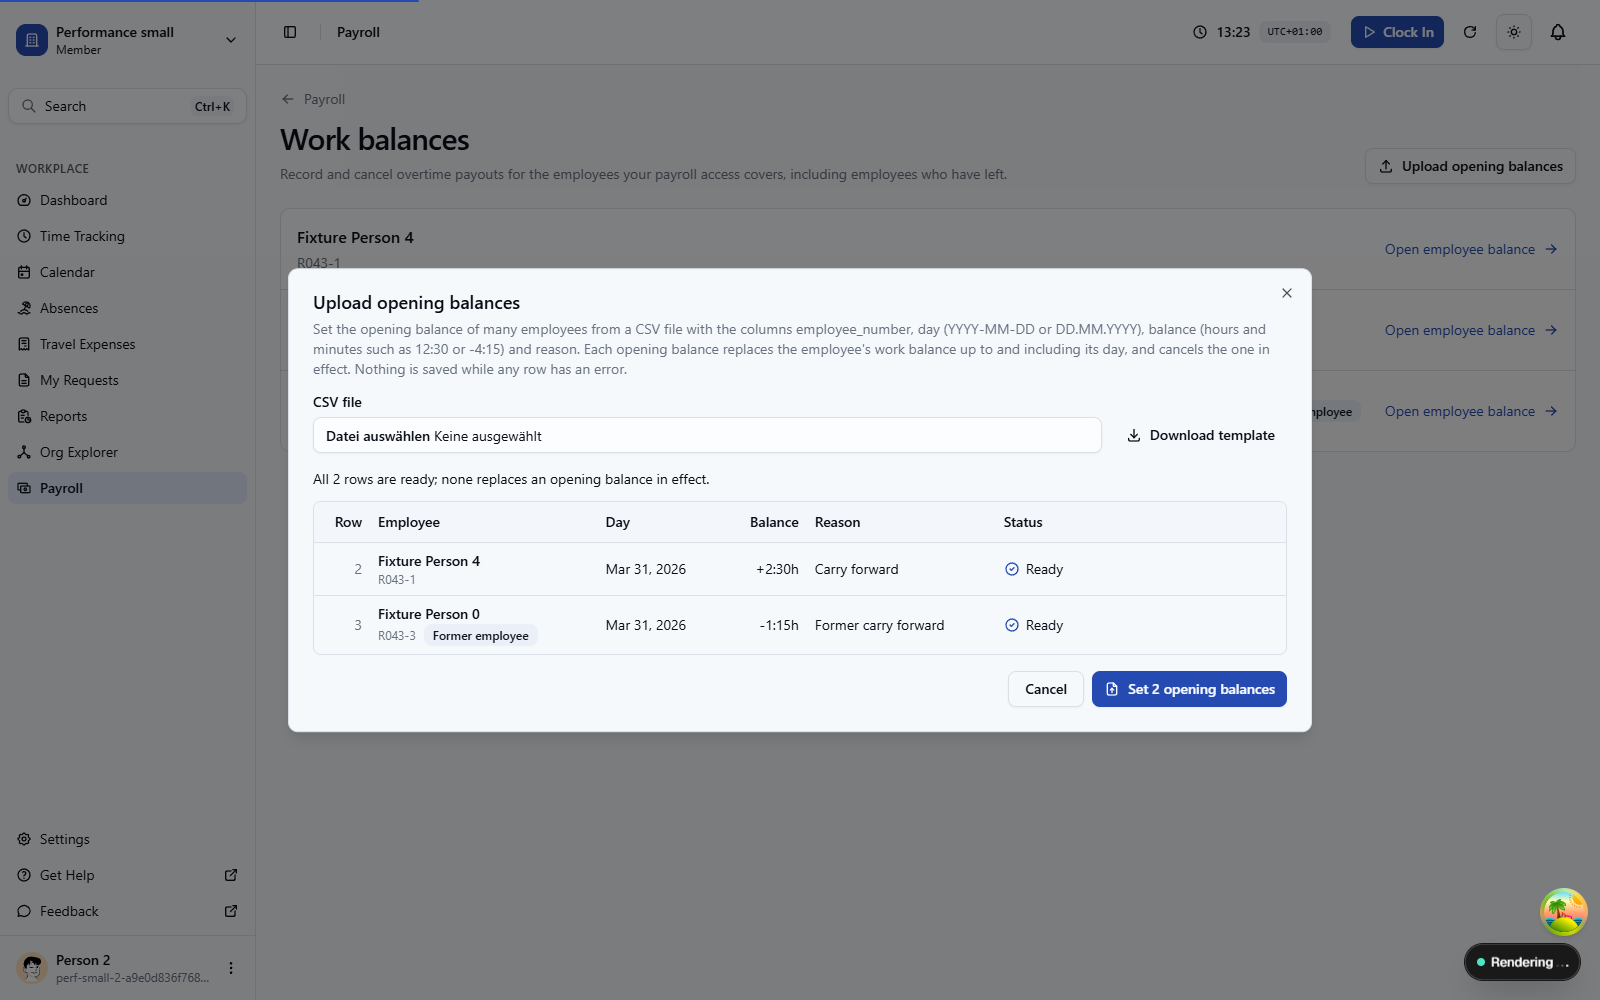 Performance small
Member
Payroll
13:23
UTC+01:00
Clock In
Search
Ctrl+K
Payroll
Work balances
Record and cancel overtime payouts for the employees your payroll access covers, including employees who have left.
Upload opening balances
WORKPLACE
Dashboard
Time Tracking
Calendar
Absences
Travel Expenses
My Requests
Reports
Org Explorer
Payroll
Fixture Person 4
R043-1
Open employee balance
Open employee balance
Open employee balance
Upload opening balances
Set the opening balance of many employees from a CSV file with the columns employee_number, day (YYYY-MM-DD or DD.MM.YYYY), balance (hours and
minutes such as 12:30 or -4:15) and reason. Each opening balance replaces the employee's work balance up to and including its day, and cancels the one in
effect. Nothing is saved while any row has an error.
CSV file
Datei auswählen Keine ausgewählt
Download template
All 2 rows are ready; none replaces an opening balance in effect.
Row Employee Day Balance Reason Status
2 Fixture Person 4 Mar 31, 2026 +2:30h Carry forward Ready
R043-1
3 Fixture Person 0 Mar 31, 2026 -1:15h Former carry forward Ready
R043-3 Former employee
Cancel
Set 2 opening balances
Settings
Get Help
Feedback
Person 2
perf-small-2-a9e0d836f768...
Rendering ...